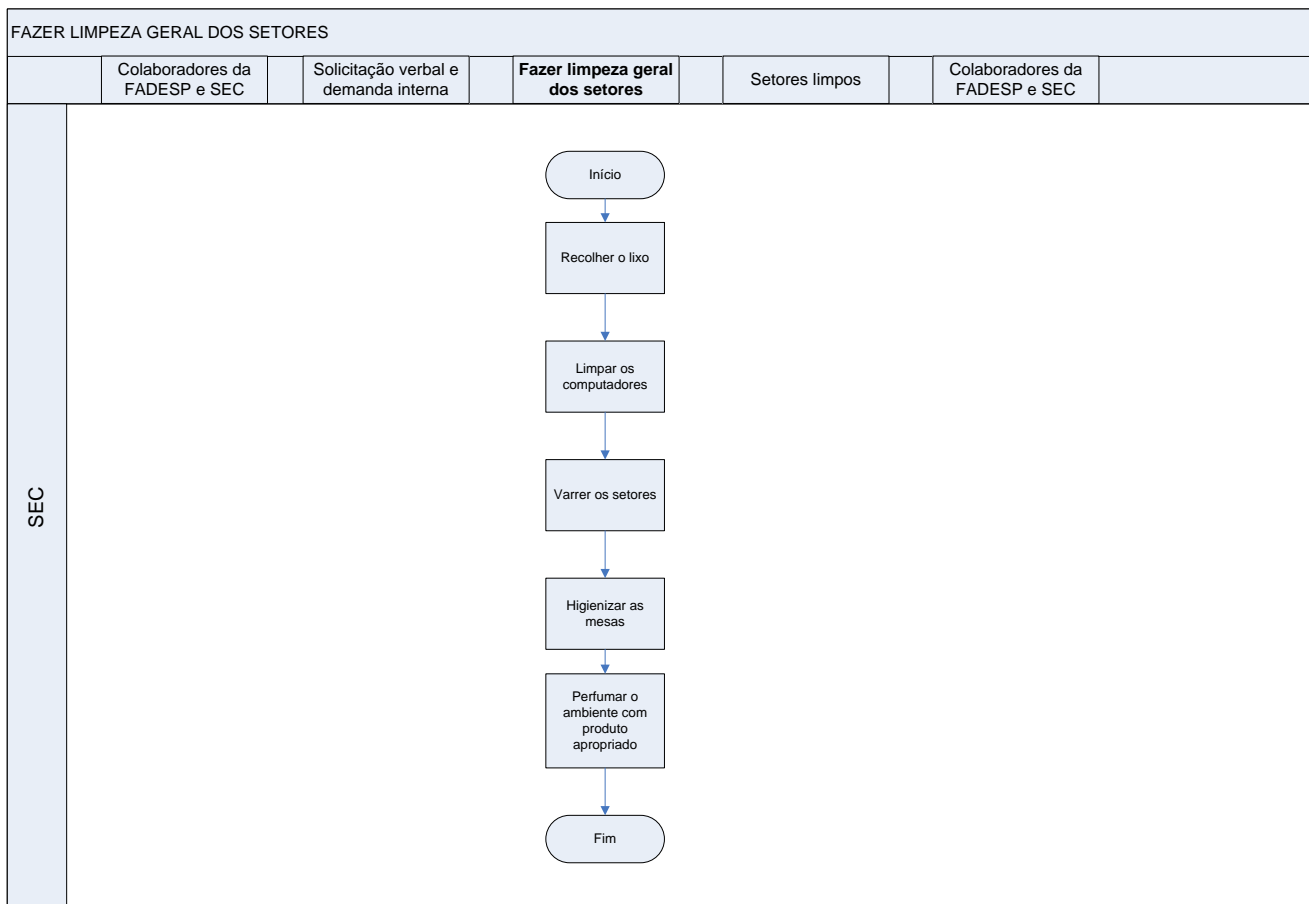 FAZER LIMPEZA GERAL DOS SETORES
Colaboradores da
FADESP e SEC
Solicitação verbal e
demanda interna
Fazer limpeza geral
dos setores
Setores limpos
Colaboradores da
FADESP e SEC
SEC
Início
Recolher o lixo
Limpar os
computadores
Varrer os setores
Higienizar as
mesas
Perfumar o
ambiente com
produto
apropriado
Fim